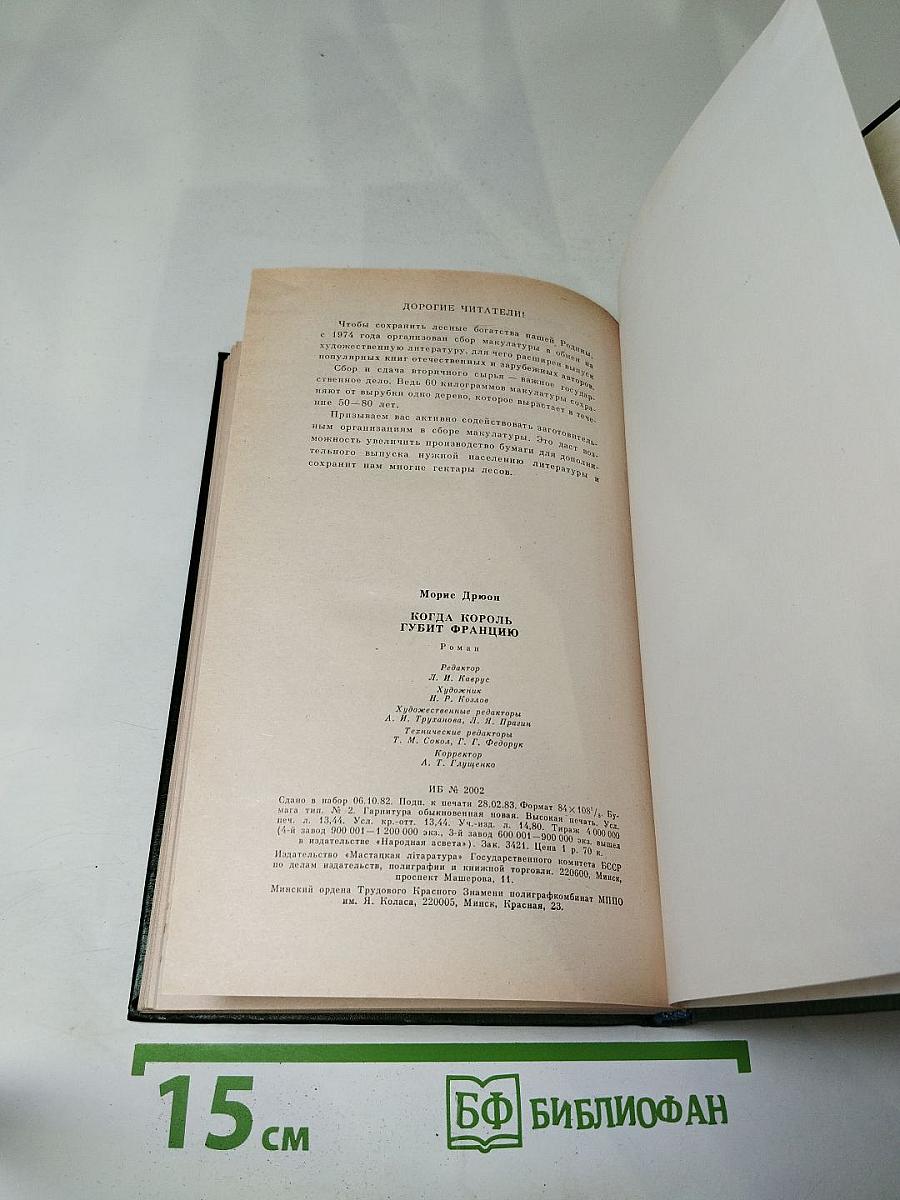 ДОРОГИЕ ЧИТАТЕЛИ!
Чтобы сохранить лесные богатства нашей Родины,
с 1974 года организован сбор макулатуры в обмен на
художественную литературу, для чего расширен выпуск
популярных книг отечественных и зарубежных авторов.
Сбор и сдача вторичного сырья — важное государ-
ственное дело. Ведь 60 килограммов макулатуры сохра-
няют от вырубки одно дерево, которое вырастает в тече-
ние 50—80 лет.
Призываем вас активно содействовать заготовитель-
ным организациям в сборе макулатуры. Это даст воз-
можность увеличить производство бумаги для дополни-
тельного выпуска нужной населению литературы и
сохранит нам многие гектары лесов.
Морис Дрюон
КОГДА КОРОЛЬ
ГУБИТ ФРАНЦИЮ
Роман
Редактор
Л. И. Каврус
Художник
Н. Р. Козлов
Художественные редакторы
А. И. Труханова, Л. Я. Прагин
Технические редакторы
Т. М. Сокол, Г. Г. Федорук
Корректор
А. Т. Глущенко
ИБ № 2002
Сдано в набор 06.10.82. Подп. к печати 28.02.83. Формат 84×108¹/₈. Бу-
мага тип. № 2. Гарнитура обыкновенная новая. Высокая печать. Усл.
печ. л. 13,44. Усл. кр.-отт. 13,44. Уч.-изд. л. 14,80. Тираж 4 000 000
(4-й завод 900 001—1 200 000 экз., 3-й завод 600 001—900 000 экз. вышел
в издательстве «Народная асвета»). Зак. 3421. Цена 1 р. 70 к.
Издательство «Мастацкая літаратура» Государственного комитета БССР
по делам издательств, полиграфии и книжной торговли. 220600, Минск,
проспект Машерова, 11.
Минский ордена Трудового Красного Знамени полиграфкомбинат МППО
им. Я. Коласа, 220005, Минск, Красная, 23.
15 см
БФ БИБЛИОФАН